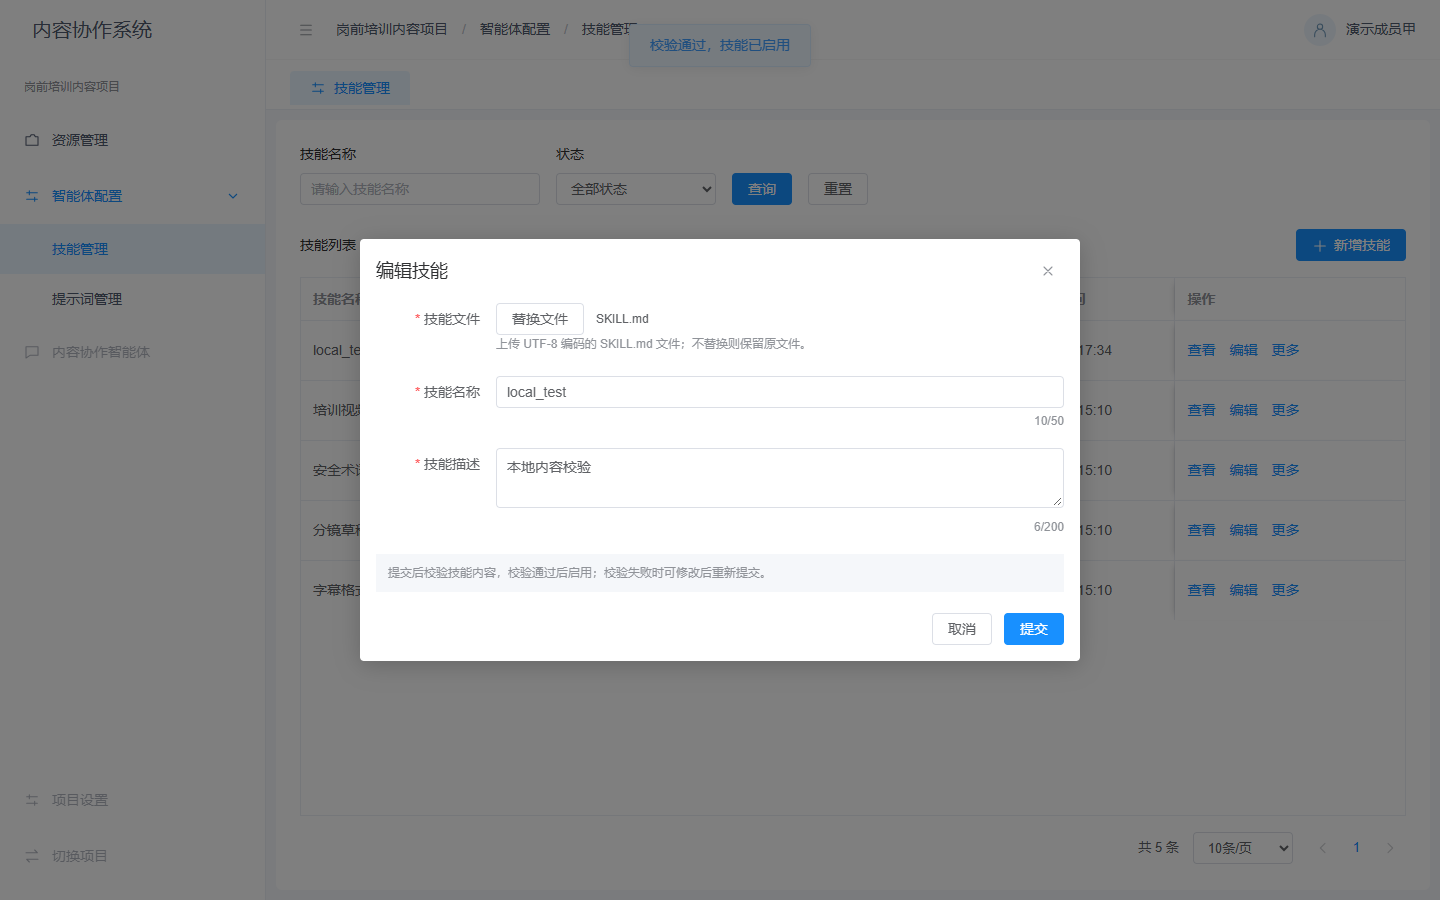 内容协作系统
岗前培训内容项目 / 智能体配置 / 技能管理
校验通过，技能已启用
演示成员甲
岗前培训内容项目
技能管理
资源管理
智能体配置
技能管理
提示词管理
内容协作智能体
项目设置
切换项目
技能名称
状态
请输入技能名称
全部状态
查询
重置
技能列表
新增技能
技能名称
操作
local_te
17:34
查看 编辑 更多
培训视频
15:10
查看 编辑 更多
安全术语
15:10
查看 编辑 更多
分镜草稿
15:10
查看 编辑 更多
字幕格式
15:10
查看 编辑 更多
共 5 条
10条/页
1
编辑技能
* 技能文件
替换文件
SKILL.md
上传 UTF-8 编码的 SKILL.md 文件；不替换则保留原文件。
* 技能名称
local_test
10/50
* 技能描述
本地内容校验
6/200
提交后校验技能内容，校验通过后启用；校验失败时可修改后重新提交。
取消
提交